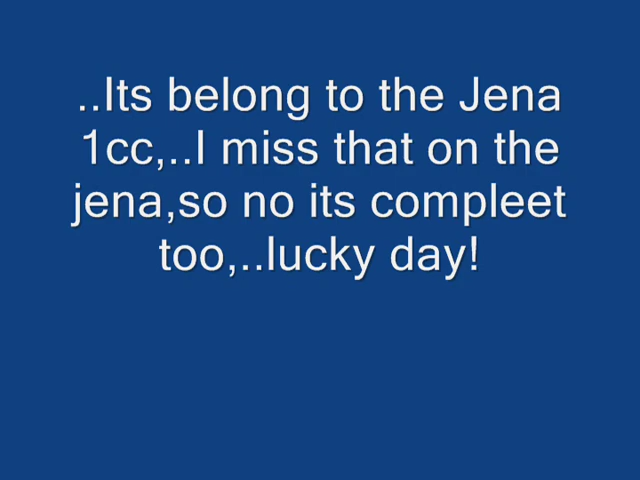 ..Its belong to the Jena
1cc,..I miss that on the
jena,so no its compleet
too,..lucky day!